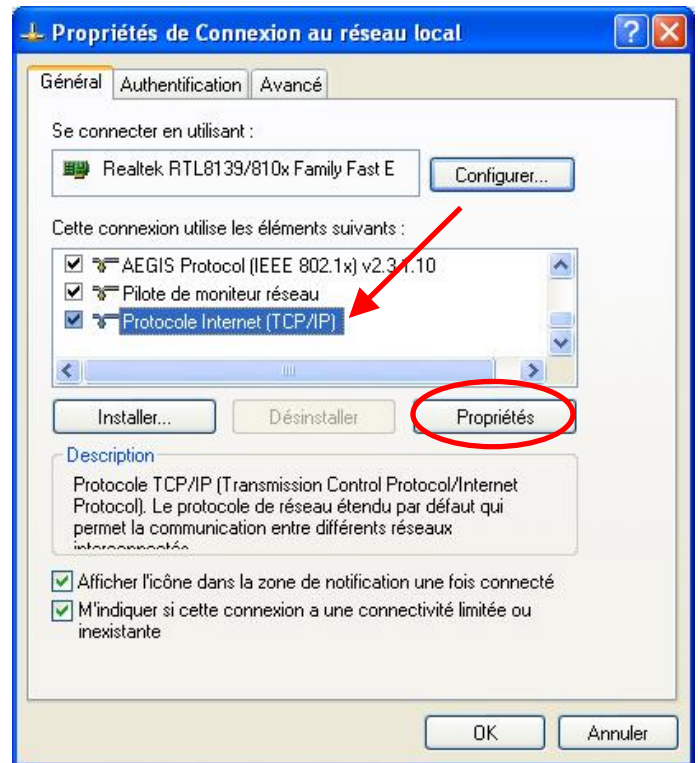 Propriétés de Connexion au réseau local
Général Authentification Avancé
Se connecter en utilisant :
Realtek RTL8139/810x Family Fast E Configurer...
Cette connexion utilise les éléments suivants :
AEGIS Protocol (IEEE 802.1x) v2.3.1.10
Pilote de moniteur réseau
Protocole Internet (TCP/IP)
Installer... Désinstaller Propriétés
Description
Protocole TCP/IP (Transmission Control Protocol/Internet
Protocol). Le protocole de réseau étendu par défaut qui
permet la communication entre différents réseaux
interconnectés
Afficher l'icône dans la zone de notification une fois connecté
M'indiquer si cette connexion a une connectivité limitée ou
inexistante
OK Annuler